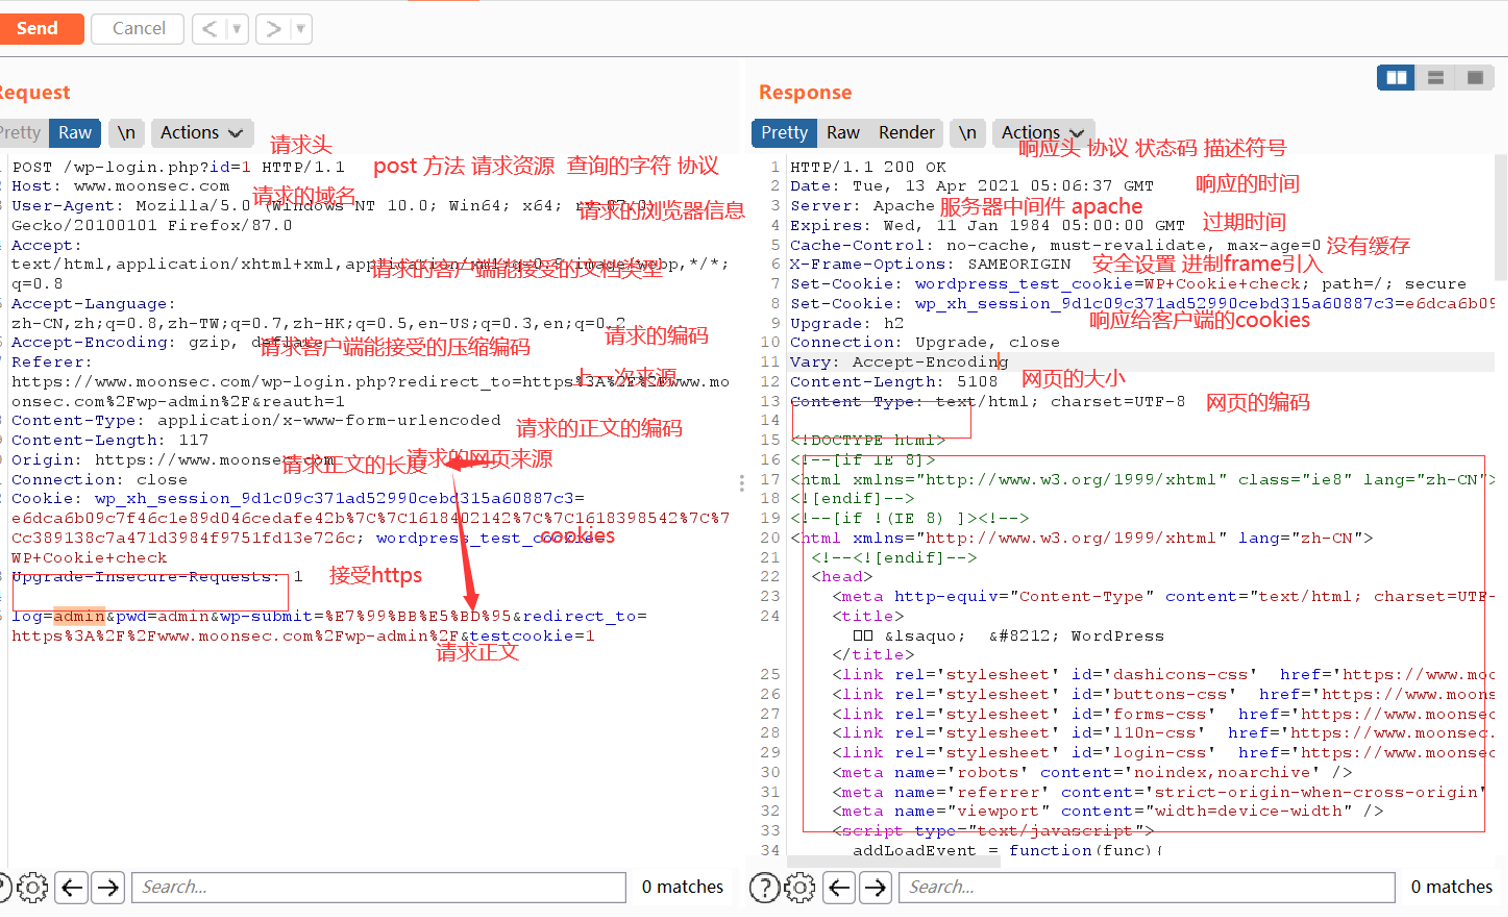 Send
Cancel
Request
Response
Pretty
Raw
\n
Actions
请求头
POST /wp-login.php?id=1 HTTP/1.1
post 方法 请求资源 查询的字符 协议
Host: www.moonsec.com
请求的域名
User-Agent: Mozilla/5.0 (Windows NT 10.0; Win64; x64; rv:87.0)
请求的浏览器信息
Gecko/20100101 Firefox/87.0
Accept:
text/html,application/xhtml+xml,application/xml;q=0.9,image/webp,*/*;
请求的客户端能接受的文档类型
q=0.8
Accept-Language:
zh-CN,zh;q=0.8,zh-TW;q=0.7,zh-HK;q=0.5,en-US;q=0.3,en;q=0.2
请求的编码
Accept-Encoding: gzip, deflate
请求客户端能接受的压缩编码
Referer:
上一次来源
https://www.moonsec.com/wp-login.php?redirect_to=https%3A%2F%2Fwww.mo
onsec.com%2Fwp-admin%2F&reauth=1
Content-Type: application/x-www-form-urlencoded
请求的正文的编码
Content-Length: 117
Origin: https://www.moonsec.com
请求正文的长度
请求的网页来源
Connection: close
Cookie: wp_xh_session_9d1c09c371ad52990cebd315a60887c3=
e6dca6b09c7f46c1e89d046cedafe42b%7C%7C1618402142%7C%7C1618398542%7C%7
Cc389138c7a471d3984f9751fd13e726c; wordpress_test_cookie=
cookies
WP+Cookie+check
Upgrade-Insecure-Requests: 1
接受https
log=admin&pwd=admin&wp-submit=%E7%99%BB%E5%BD%95&redirect_to=
https%3A%2F%2Fwww.moonsec.com%2Fwp-admin%2F&testcookie=1
请求正文
Search...
0 matches
Pretty
Raw
Render
\n
Actions
响应头 协议 状态码 描述符号
1 HTTP/1.1 200 OK
2 Date: Tue, 13 Apr 2021 05:06:37 GMT
响应的时间
3 Server: Apache
服务器中间件 apache
4 Expires: Wed, 11 Jan 1984 05:00:00 GMT
过期时间
5 Cache-Control: no-cache, must-revalidate, max-age=0
没有缓存
6 X-Frame-Options: SAMEORIGIN
安全设置 进制frame引入
7 Set-Cookie: wordpress_test_cookie=WP+Cookie+check; path=/; secure
8 Set-Cookie: wp_xh_session_9d1c09c371ad52990cebd315a60887c3=e6dca6b09
响应给客户端的cookies
9 Upgrade: h2
10 Connection: Upgrade, close
11 Vary: Accept-Encoding
12 Content-Length: 5108
网页的大小
13 Content-Type: text/html; charset=UTF-8
网页的编码
14
15 <!DOCTYPE html>
16 <!--[if IE 8]>
17 <html xmlns="http://www.w3.org/1999/xhtml" class="ie8" lang="zh-CN"
18 <![endif]-->
19 <!--[if !(IE 8) ]><!-->
20 <html xmlns="http://www.w3.org/1999/xhtml" lang="zh-CN">
21 <!--<![endif]-->
22 <head>
23 <meta http-equiv="Content-Type" content="text/html; charset=UTF-
24 <title>
&lsaquo; &#8212; WordPress
</title>
25 <link rel='stylesheet' id='dashicons-css' href='https://www.moo
26 <link rel='stylesheet' id='buttons-css' href='https://www.moons
27 <link rel='stylesheet' id='forms-css' href='https://www.moonsec
28 <link rel='stylesheet' id='l10n-css' href='https://www.moonsec.
29 <link rel='stylesheet' id='login-css' href='https://www.moonsec
30 <meta name='robots' content='noindex,noarchive' />
31 <meta name='referrer' content='strict-origin-when-cross-origin'
32 <meta name="viewport" content="width=device-width" />
33 <script type="text/javascript">
34 addLoadEvent = function(func){
Search...
0 matches